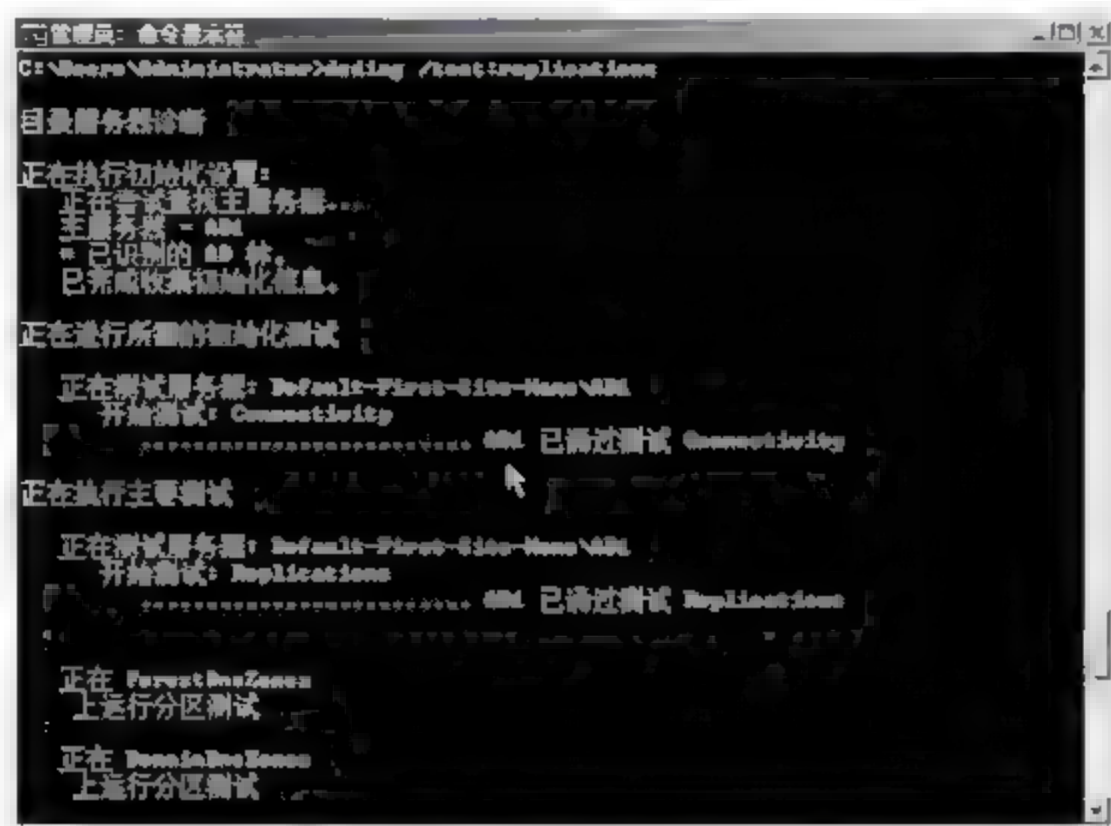 管理员: 命令提示符
C:\Users\Administrator>dcdiag /test:replications
目录服务器诊断
正在执行初始化设置:
正在尝试查找主服务器...
主服务器 = AD1
* 已识别的 AD 林。
已完成收集初始化信息。
正在进行所需的初始化测试
正在测试服务器: Default-First-Site-Name\AD1
开始测试: Connectivity
......................... AD1 已通过测试 Connectivity
正在执行主要测试
正在测试服务器: Default-First-Site-Name\AD1
开始测试: Replications
......................... AD1 已通过测试 Replications
正在 ForestDnsZones
上运行分区测试
正在 DomainDnsZones
上运行分区测试